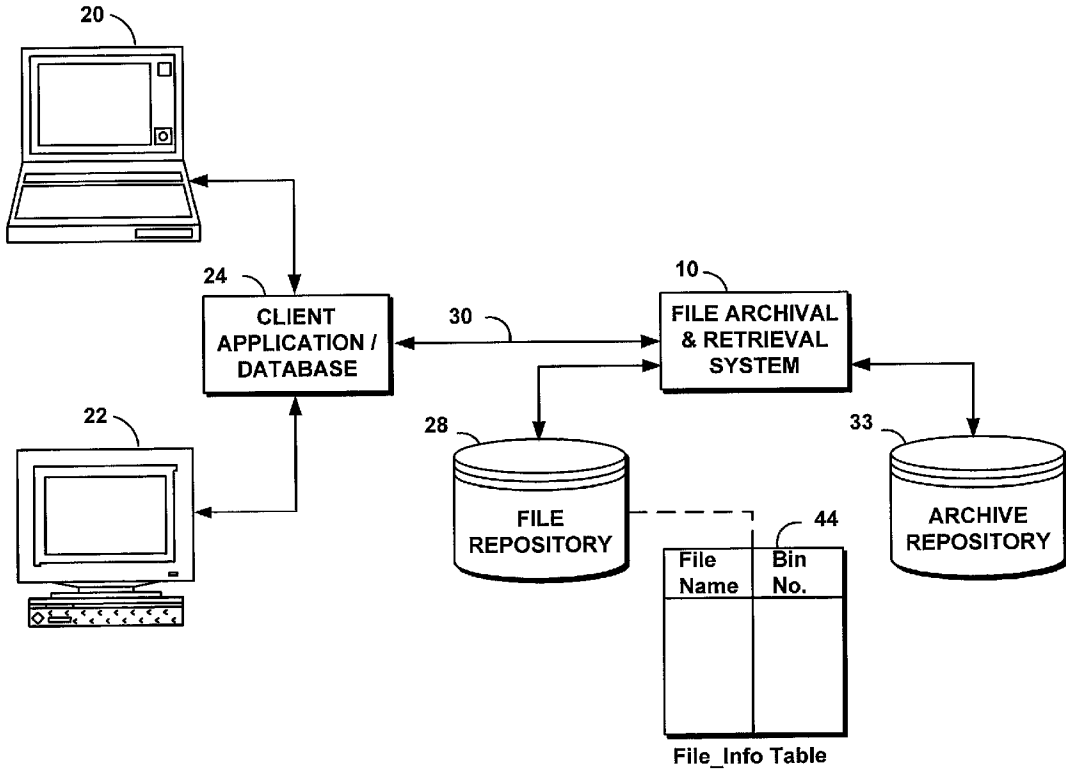 20
24
CLIENT
APPLICATION /
DATABASE
30
10
FILE ARCHIVAL
& RETRIEVAL
SYSTEM
22
28
FILE
REPOSITORY
33
ARCHIVE
REPOSITORY
44
File Name
Bin No.
File_Info Table